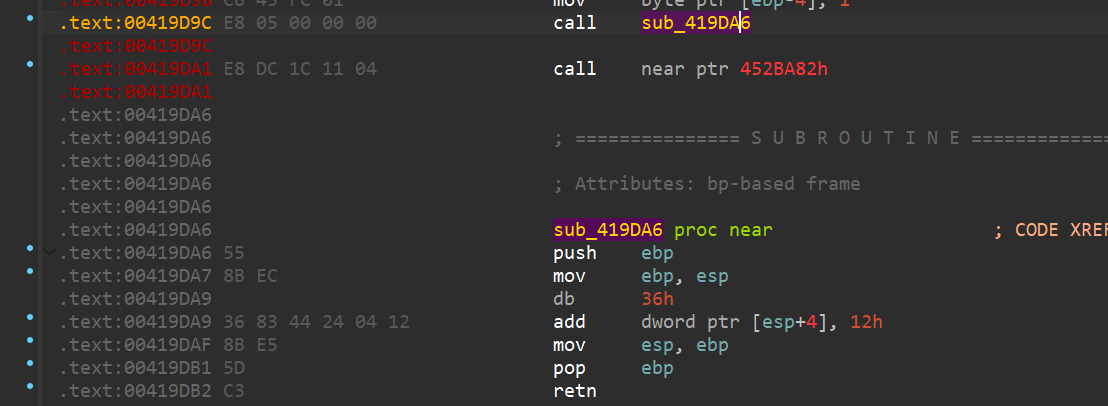 .text:00419D98 C6 45 FC 01 mov byte ptr [ebp-4], 1
.text:00419D9C E8 05 00 00 00 call sub_419DA6
.text:00419D9C
.text:00419DA1 E8 DC 1C 11 04 call near ptr 452BA82h
.text:00419DA1
.text:00419DA6
.text:00419DA6 ; =============== S U B R O U T I N E =============
.text:00419DA6
.text:00419DA6 ; Attributes: bp-based frame
.text:00419DA6
.text:00419DA6 sub_419DA6 proc near ; CODE XREF
.text:00419DA6 55 push ebp
.text:00419DA7 8B EC mov ebp, esp
.text:00419DA9 db 36h
.text:00419DA9 36 83 44 24 04 12 add dword ptr [esp+4], 12h
.text:00419DAF 8B E5 mov esp, ebp
.text:00419DB1 5D pop ebp
.text:00419DB2 C3 retn